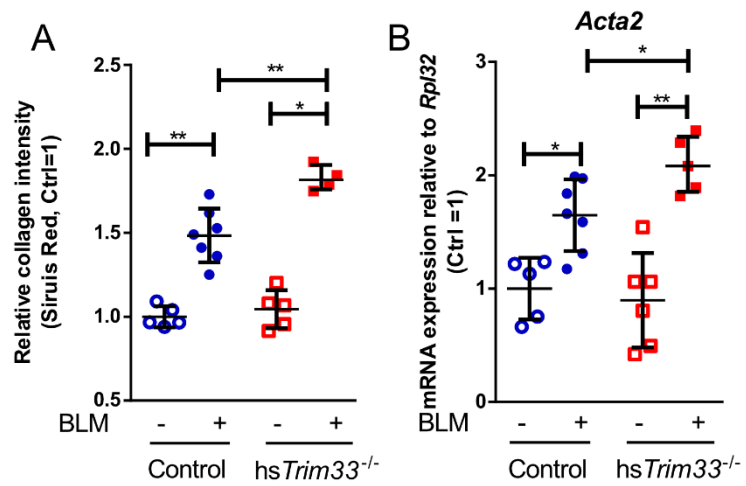 A
Relative collagen intensity
(Siruis Red, Ctrl=1)
2.5
2.0
1.5
1.0
0.5
**
**
*
BLM - + - +
Control hsTrim33-/-
B
Acta2
mRNA expression relative to Rpl32
(Ctrl =1)
3
2
1
0
*
*
**
BLM - + - +
Control hsTrim33-/-